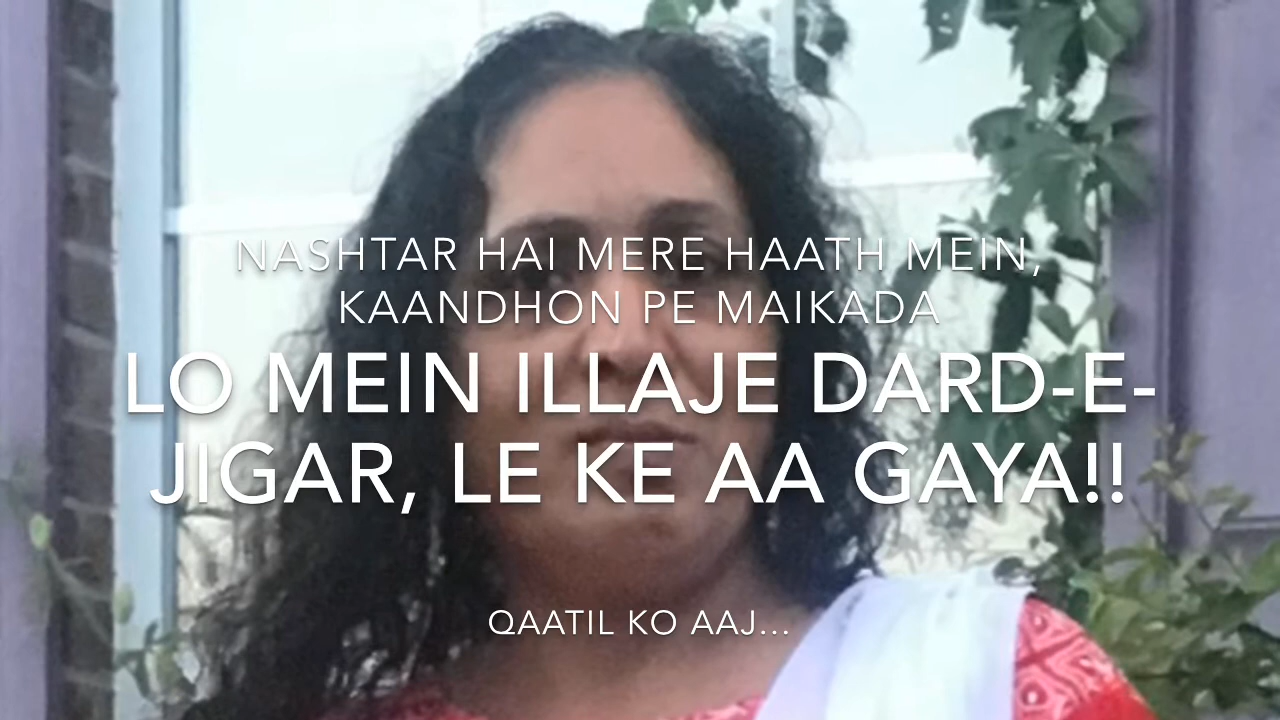 NASHTAR HAI MERE HAATH MEIN,
KAANDHON PE MAIKADA
LO MEIN ILLAJE DARD-E-
JIGAR, LE KE AA GAYA!!
QAATIL KO AAJ...